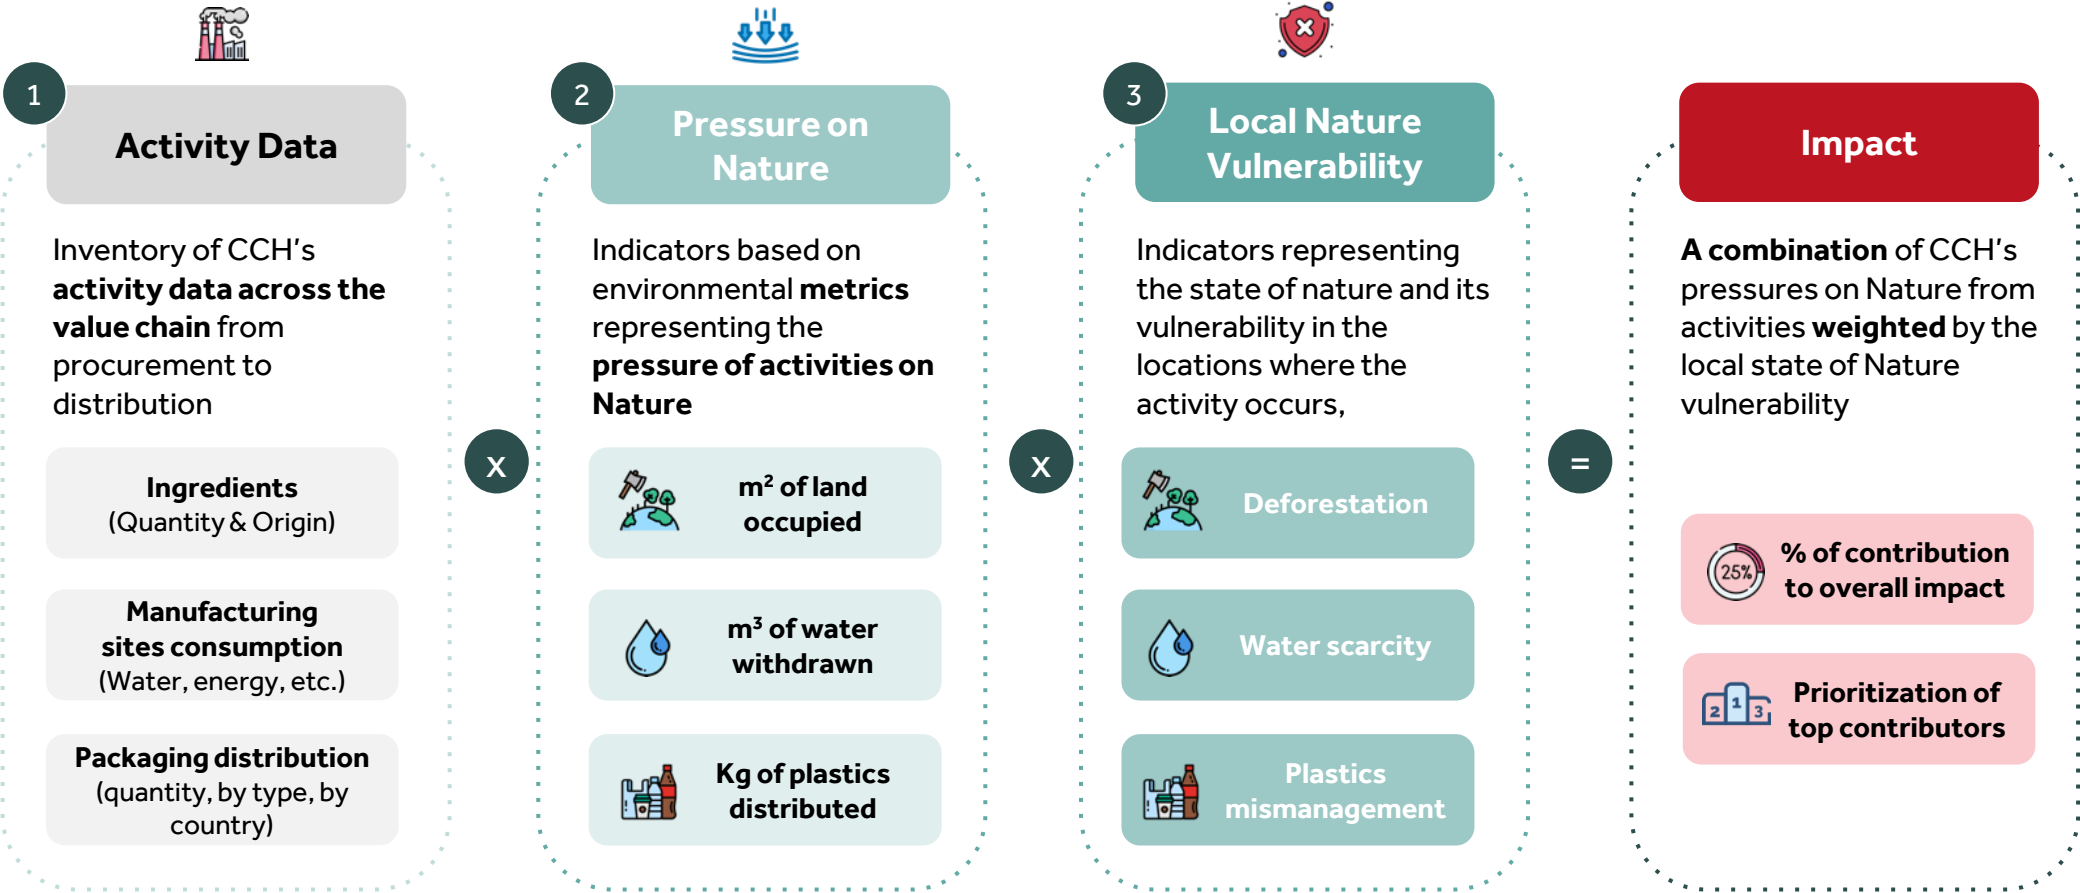 1
Activity Data
Inventory of CCH's
activity data across the
value chain from
procurement to
distribution
Ingredients
(Quantity & Origin)
Manufacturing
sites consumption
(Water, energy, etc.)
Packaging distribution
(quantity, by type, by
country)
x
2
Pressure on
Nature
Indicators based on
environmental metrics
representing the
pressure of activities on
Nature
m² of land
occupied
m³ of water
withdrawn
Kg of plastics
distributed
x
3
Local Nature
Vulnerability
Indicators representing
the state of nature and its
vulnerability in the
locations where the
activity occurs,
Deforestation
Water scarcity
Plastics
mismanagement
=
Impact
A combination of CCH's
pressures on Nature from
activities weighted by the
local state of Nature
vulnerability
25%
% of contribution
to overall impact
2 1 3
Prioritization of
top contributors